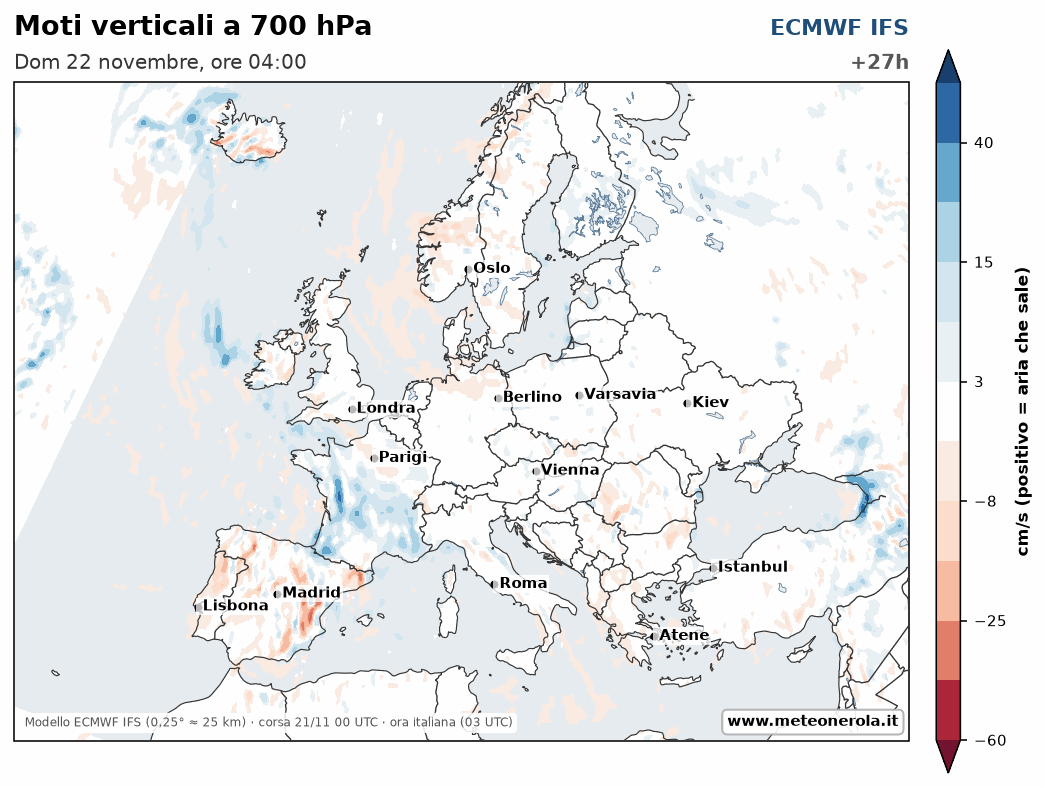 Moti verticali a 700 hPa
ECMWF IFS
Dom 22 novembre, ore 04:00
+27h
40
15
3
−8
−25
−60
cm/s (positivo = aria che sale)
Oslo
Londra
Berlino
Varsavia
Kiev
Parigi
Vienna
Istanbul
Roma
Madrid
Lisbona
Atene
Modello ECMWF IFS (0,25° ≈ 25 km) · corsa 21/11 00 UTC · ora italiana (03 UTC)
www.meteonerola.it